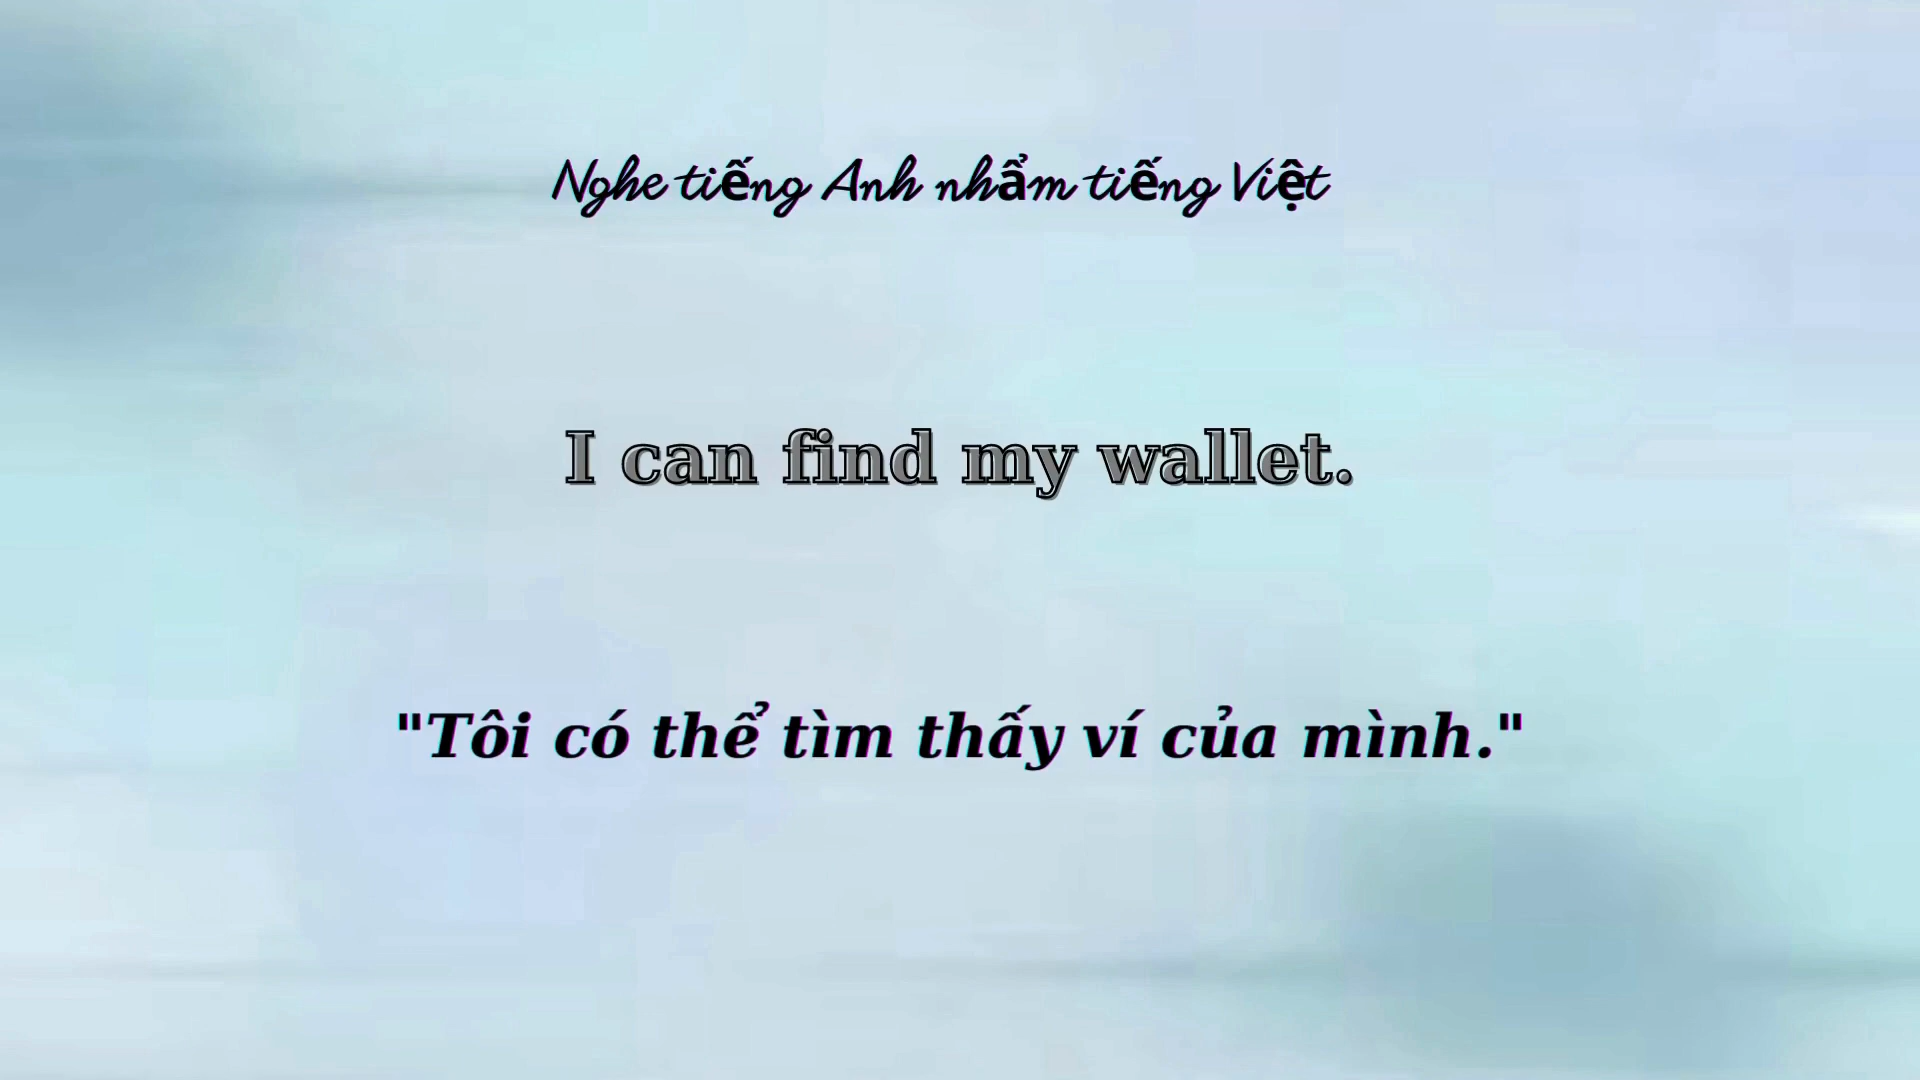 Nghe tiếng Anh nhẩm tiếng Việt
I can find my wallet.
"Tôi có thể tìm thấy ví của mình."